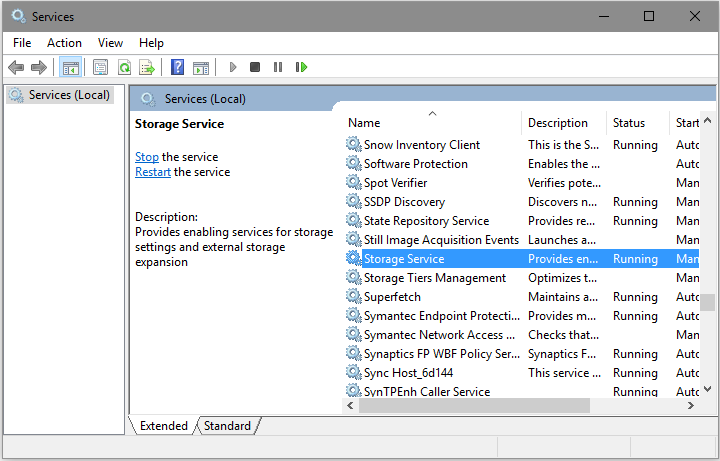 Services
File Action View Help
Services (Local)
Services (Local)
Storage Service
Stop the service
Restart the service
Description:
Provides enabling services for storage
settings and external storage
expansion
Name Description Status Start
Snow Inventory Client This is the S... Running Auto
Software Protection Enables the ... Auto
Spot Verifier Verifies pote... Man
SSDP Discovery Discovers n... Running Man
State Repository Service Provides re... Running Man
Still Image Acquisition Events Launches a... Man
Storage Service Provides en... Running Man
Storage Tiers Management Optimizes t... Man
Superfetch Maintains a... Running Auto
Symantec Endpoint Protecti... Provides m... Running Auto
Symantec Network Access ... Checks that... Man
Synaptics FP WBF Policy Ser... Synaptics F... Running Auto
Sync Host_6d144 This service ... Running Auto
SynTPEnh Caller Service Running Auto
Extended Standard